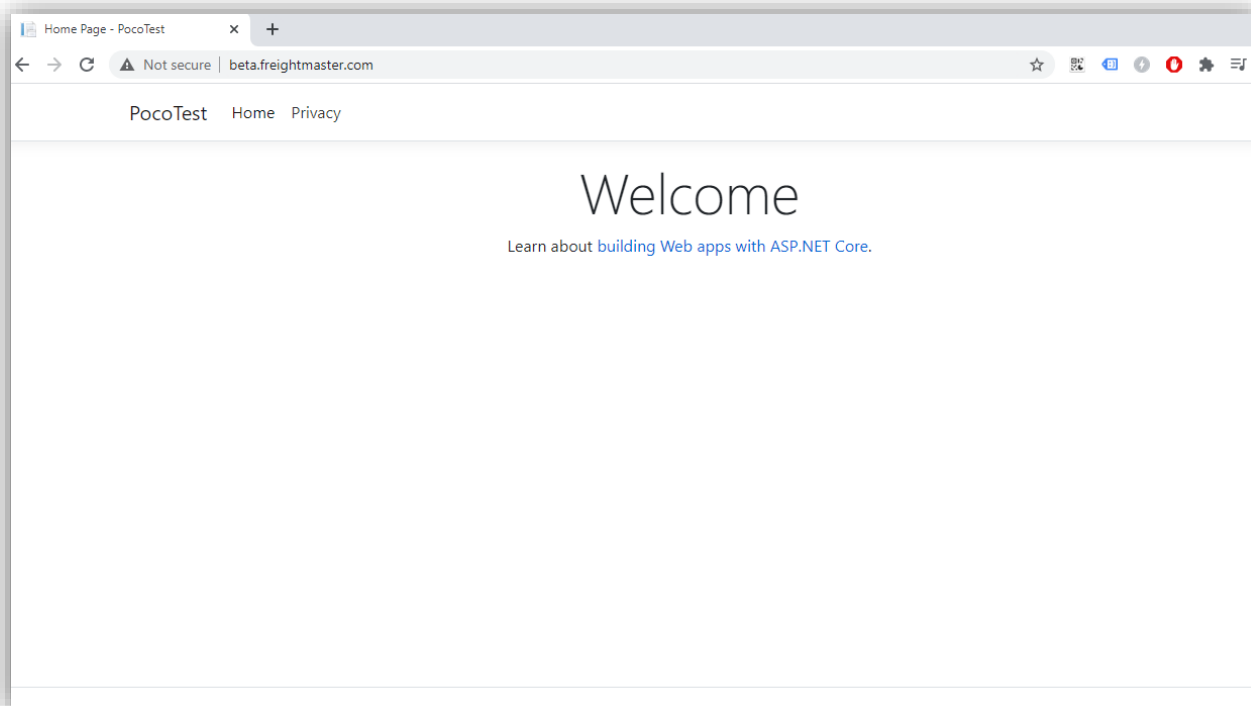 Home Page - PocoTest
Not secure | beta.freightmaster.com
PocoTest Home Privacy
Welcome
Learn about building Web apps with ASP.NET Core.